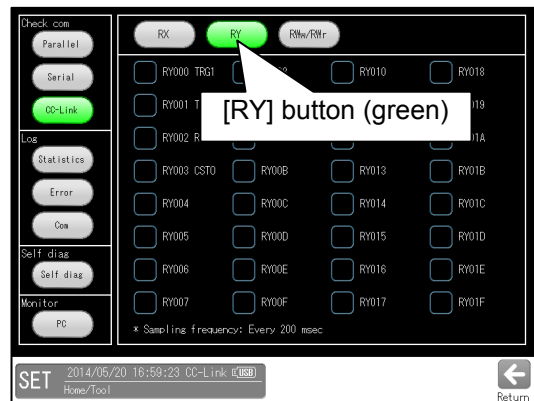 Check com
Parallel
Serial
CC-Link
Log
Statistics
Error
Com
Self diag
Self diag
Monitor
PC
RX RY RWw/RWr
RY000 TRG1 RY010 RY018
RY001
[RY] button (green)
RY002
RY003 CST0 RY00B RY013 RY01B
RY004 RY00C RY014 RY01C
RY005 RY00D RY015 RY01D
RY006 RY00E RY016 RY01E
RY007 RY00F RY017 RY01F
* Sampling frequency: Every 200 msec
SET 2014/05/20 16:59:23 CC-Link USB
Home/Tool
Return